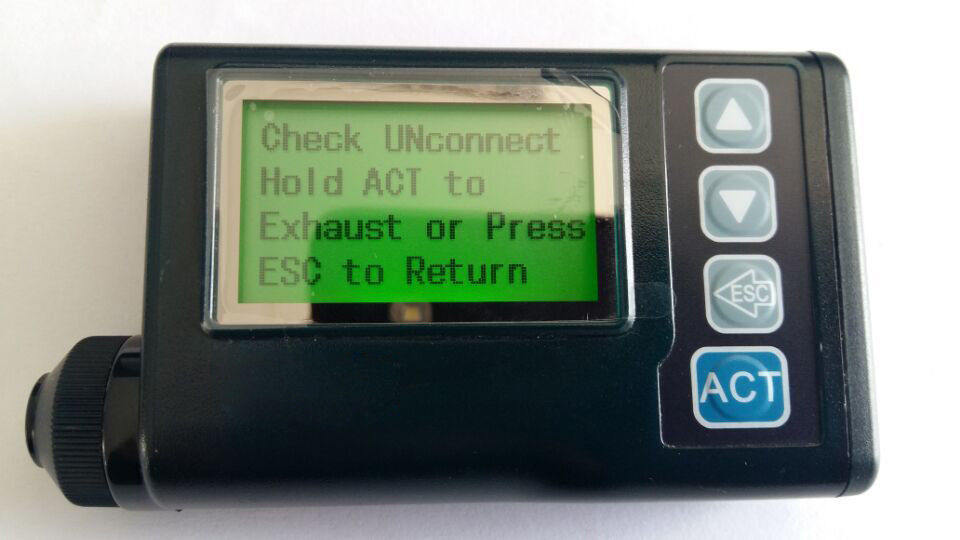 Check UNconnect
Hold ACT to
Exhaust or Press
ESC to Return
ESC
ACT